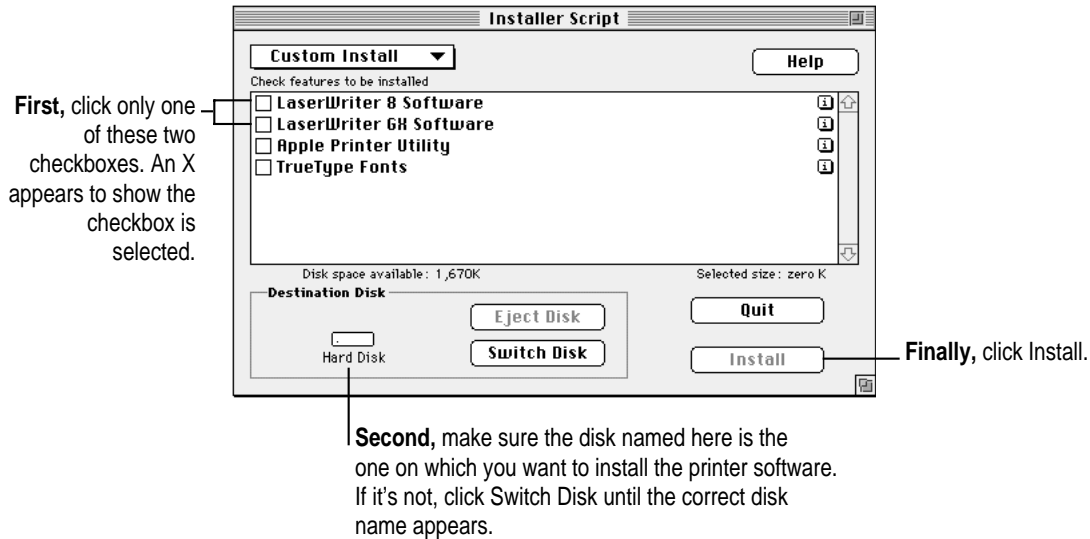 Installer Script
Custom Install
Help
Check features to be installed
LaserWriter 8 Software
LaserWriter GX Software
Apple Printer Utility
TrueType Fonts
First, click only one
of these two
checkboxes. An X
appears to show the
checkbox is
selected.
Disk space available: 1,670K
Selected size: zero K
Destination Disk
Eject Disk
Quit
Hard Disk
Switch Disk
Install
Finally, click Install.
Second, make sure the disk named here is the
one on which you want to install the printer software.
If it's not, click Switch Disk until the correct disk
name appears.